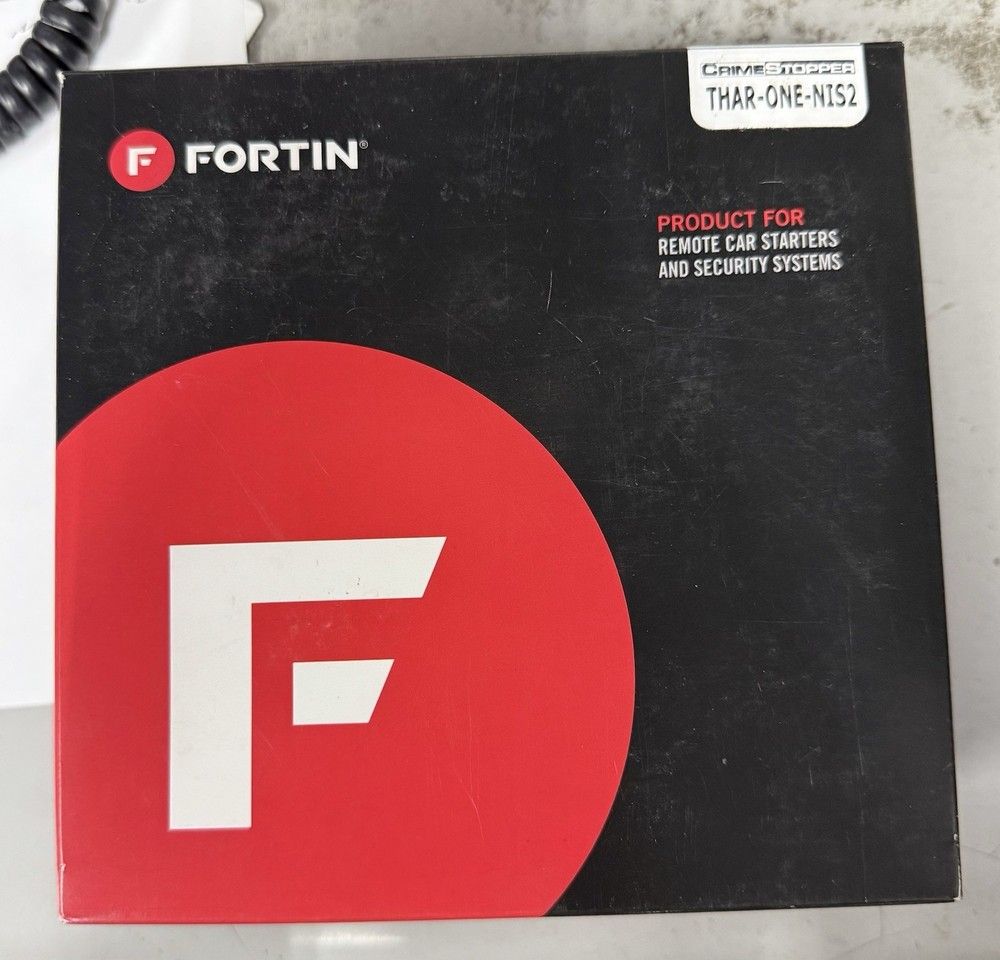 CRIMESTOPPER
THAR-ONE-NIS2
F FORTIN®
PRODUCT FOR
REMOTE CAR STARTERS
AND SECURITY SYSTEMS
F